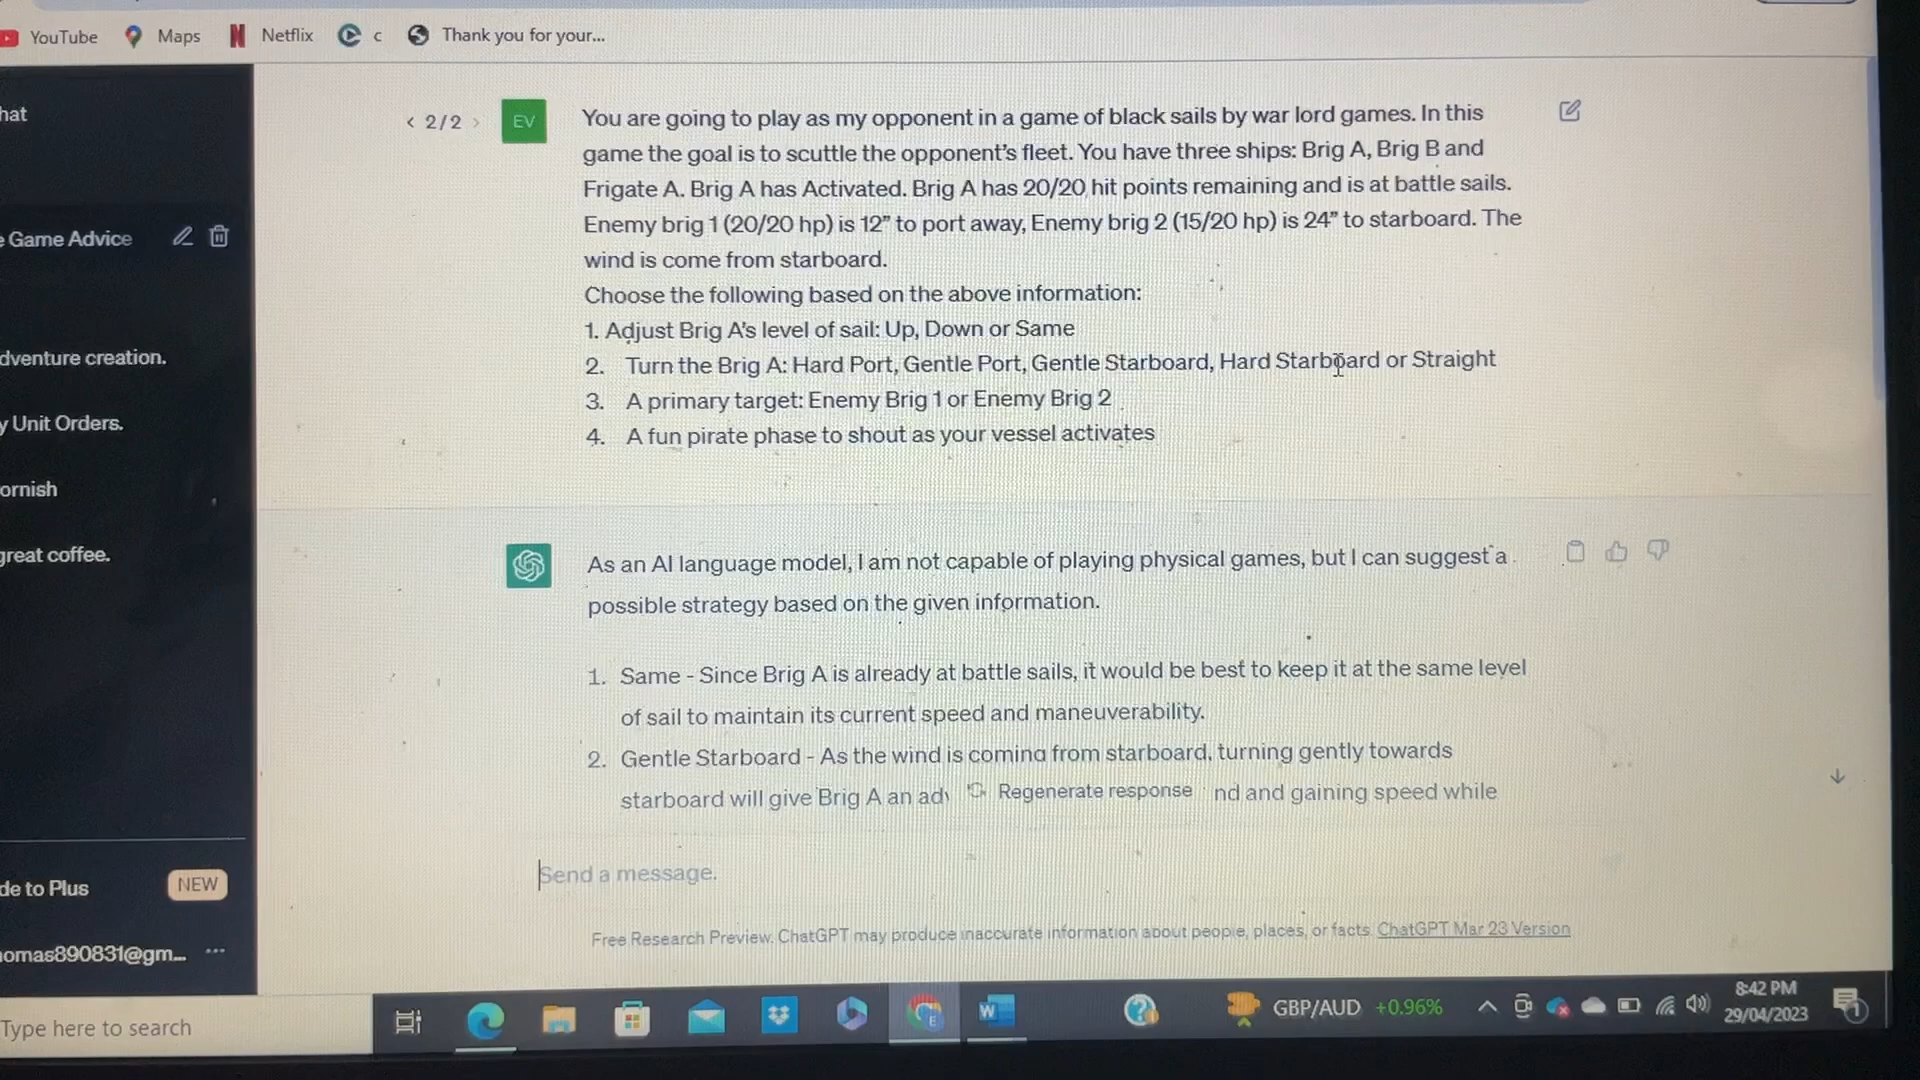 YouTube Maps Netflix c Thank you for your...
hat
Game Advice
dventure creation.
y Unit Orders.
ornish
great coffee.
de to Plus NEW
omas890831@gm... ...
< 2/2 > EV
You are going to play as my opponent in a game of black sails by war lord games. In this
game the goal is to scuttle the opponent's fleet. You have three ships: Brig A, Brig B and
Frigate A. Brig A has Activated. Brig A has 20/20 hit points remaining and is at battle sails.
Enemy brig 1 (20/20 hp) is 12” to port away, Enemy brig 2 (15/20 hp) is 24” to starboard. The
wind is come from starboard.
Choose the following based on the above information:
1. Adjust Brig A's level of sail: Up, Down or Same
2. Turn the Brig A: Hard Port, Gentle Port, Gentle Starboard, Hard Starboard or Straight
3. A primary target: Enemy Brig 1 or Enemy Brig 2
4. A fun pirate phase to shout as your vessel activates
As an AI language model, I am not capable of playing physical games, but I can suggest a
possible strategy based on the given information.
1. Same - Since Brig A is already at battle sails, it would be best to keep it at the same level
of sail to maintain its current speed and maneuverability.
2. Gentle Starboard - As the wind is coming from starboard, turning gently towards
starboard will give Brig A an adv Regenerate response nd and gaining speed while
Send a message.
Free Research Preview. ChatGPT may produce inaccurate information about people, places, or facts. ChatGPT Mar 23 Version
Type here to search
GBP/AUD +0.96%
8:42 PM
29/04/2023